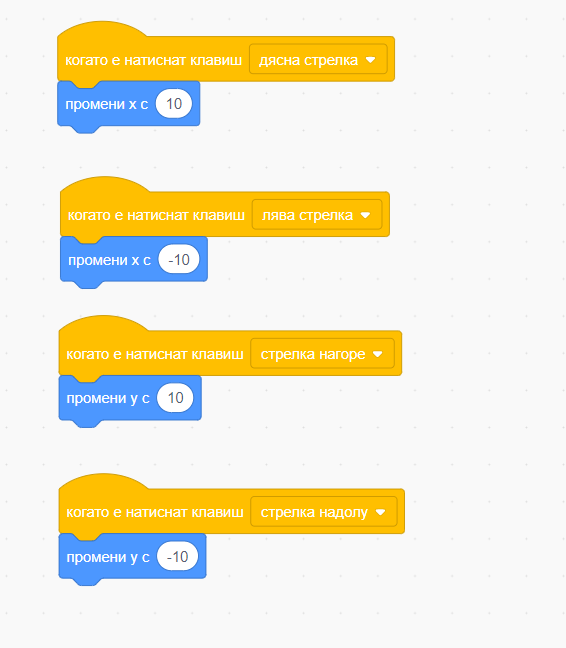 когато е натиснат клавиш дясна стрелка
промени x с 10
когато е натиснат клавиш лява стрелка
промени x с -10
когато е натиснат клавиш стрелка нагоре
промени y с 10
когато е натиснат клавиш стрелка надолу
промени y с -10